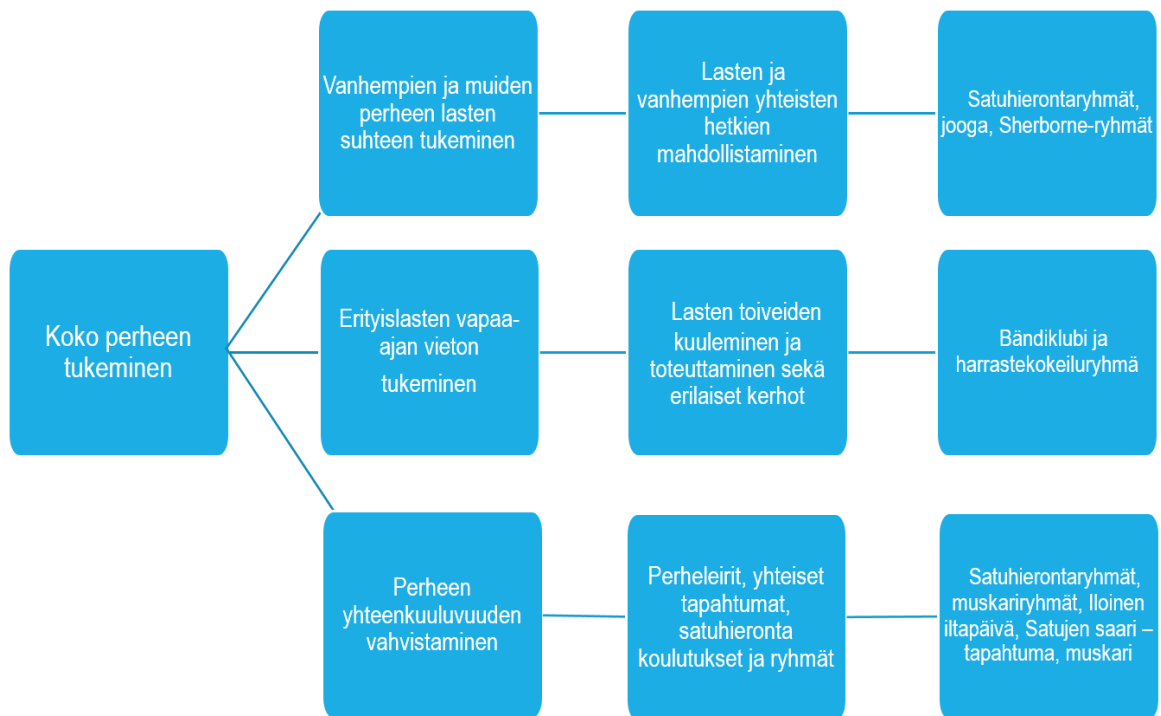 Koko perheen
tukeminen
Vanhempien ja muiden
perheen lasten
suhteen tukeminen
Lasten ja
vanhempien yhteisten
hetkien
mahdollistaminen
Satuhierontaryhmät,
jooga, Sherborne-ryhmät
Erityislasten vapaa-
ajan vieton
tukeminen
Lasten toiveiden
kuuleminen ja
toteuttaminen sekä
erilaiset kerhot
Bändiklubi ja
harrastekokeiluryhmä
Perheen
yhteenkuuluvuuden
vahvistaminen
Perheleirit, yhteiset
tapahtumat,
satuhieronta
koulutukset ja ryhmät
Satuhierontaryhmät,
muskariryhmät, Iloinen
iltapäivä, Satujen saari –
tapahtuma, muskari